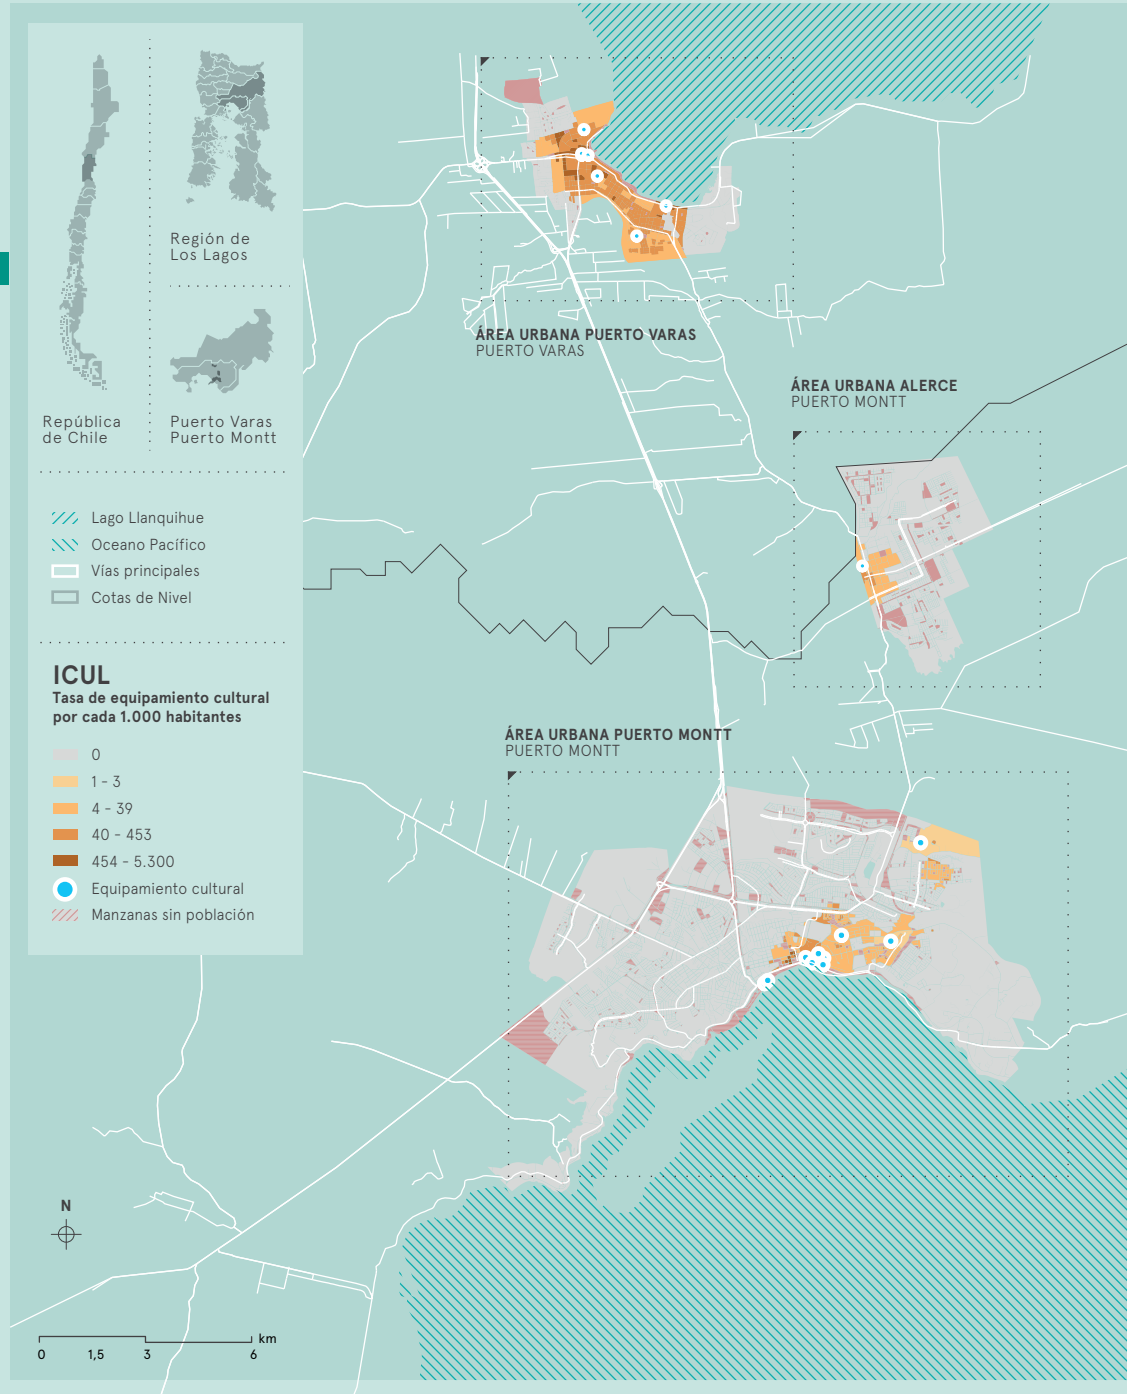 Región de
Los Lagos
República
de Chile
Puerto Varas
Puerto Montt
Lago Llanquihue
Oceano Pacífico
Vías principales
Cotas de Nivel
ICUL
Tasa de equipamiento cultural
por cada 1.000 habitantes
0
1 - 3
4 - 39
40 - 453
454 - 5.300
Equipamiento cultural
Manzanas sin población
ÁREA URBANA PUERTO VARAS
PUERTO VARAS
ÁREA URBANA ALERCE
PUERTO MONTT
ÁREA URBANA PUERTO MONTT
PUERTO MONTT
N
km
0 1,5 3 6